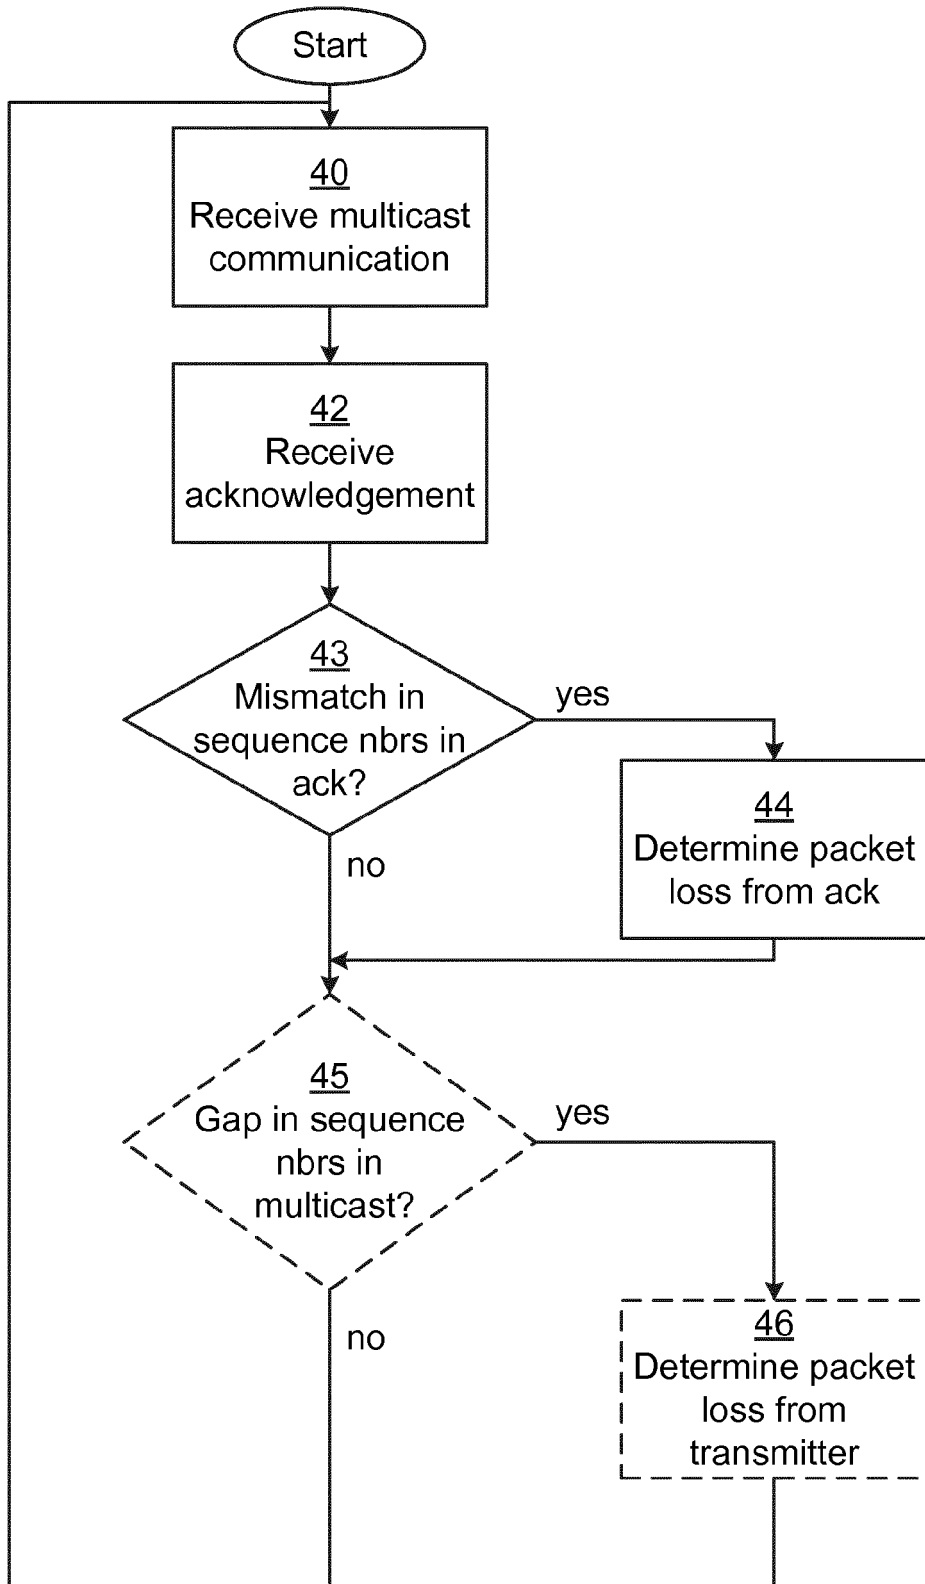 Start
40
Receive multicast
communication
42
Receive
acknowledgement
43
Mismatch in
sequence nbrs in
ack?
yes
44
Determine packet
loss from ack
no
45
Gap in sequence
nbrs in
multicast?
yes
46
Determine packet
loss from
transmitter
no